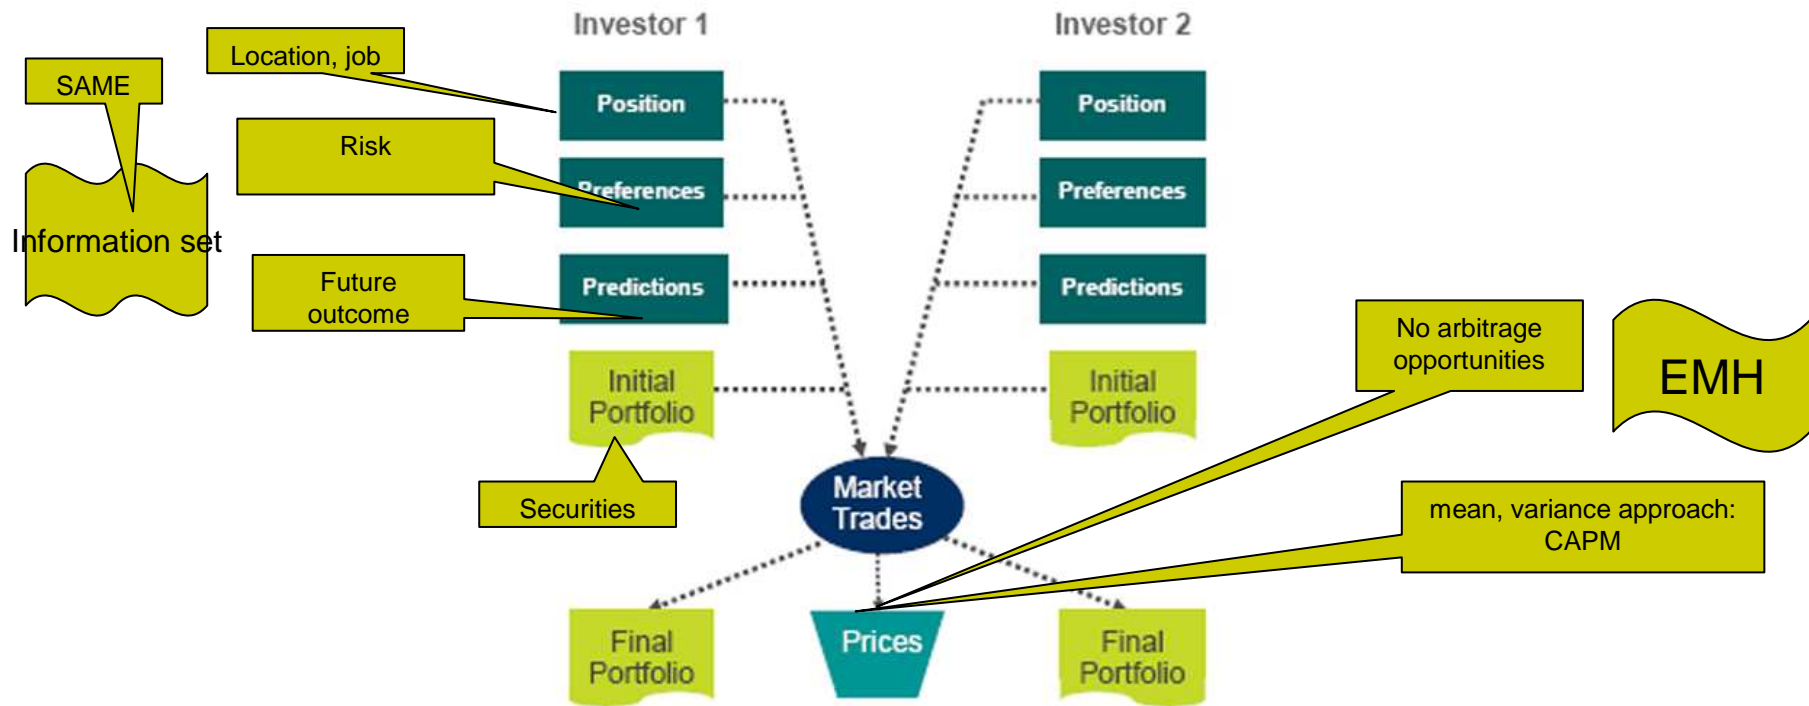 Investor 1
Investor 2
Location, job
SAME
Position
Position
Risk
Preferences
Preferences
Information set
Future
outcome
Predictions
Predictions
No arbitrage
opportunities
EMH
Initial
Portfolio
Initial
Portfolio
Securities
Market
Trades
mean, variance approach:
CAPM
Final
Portfolio
Prices
Final
Portfolio